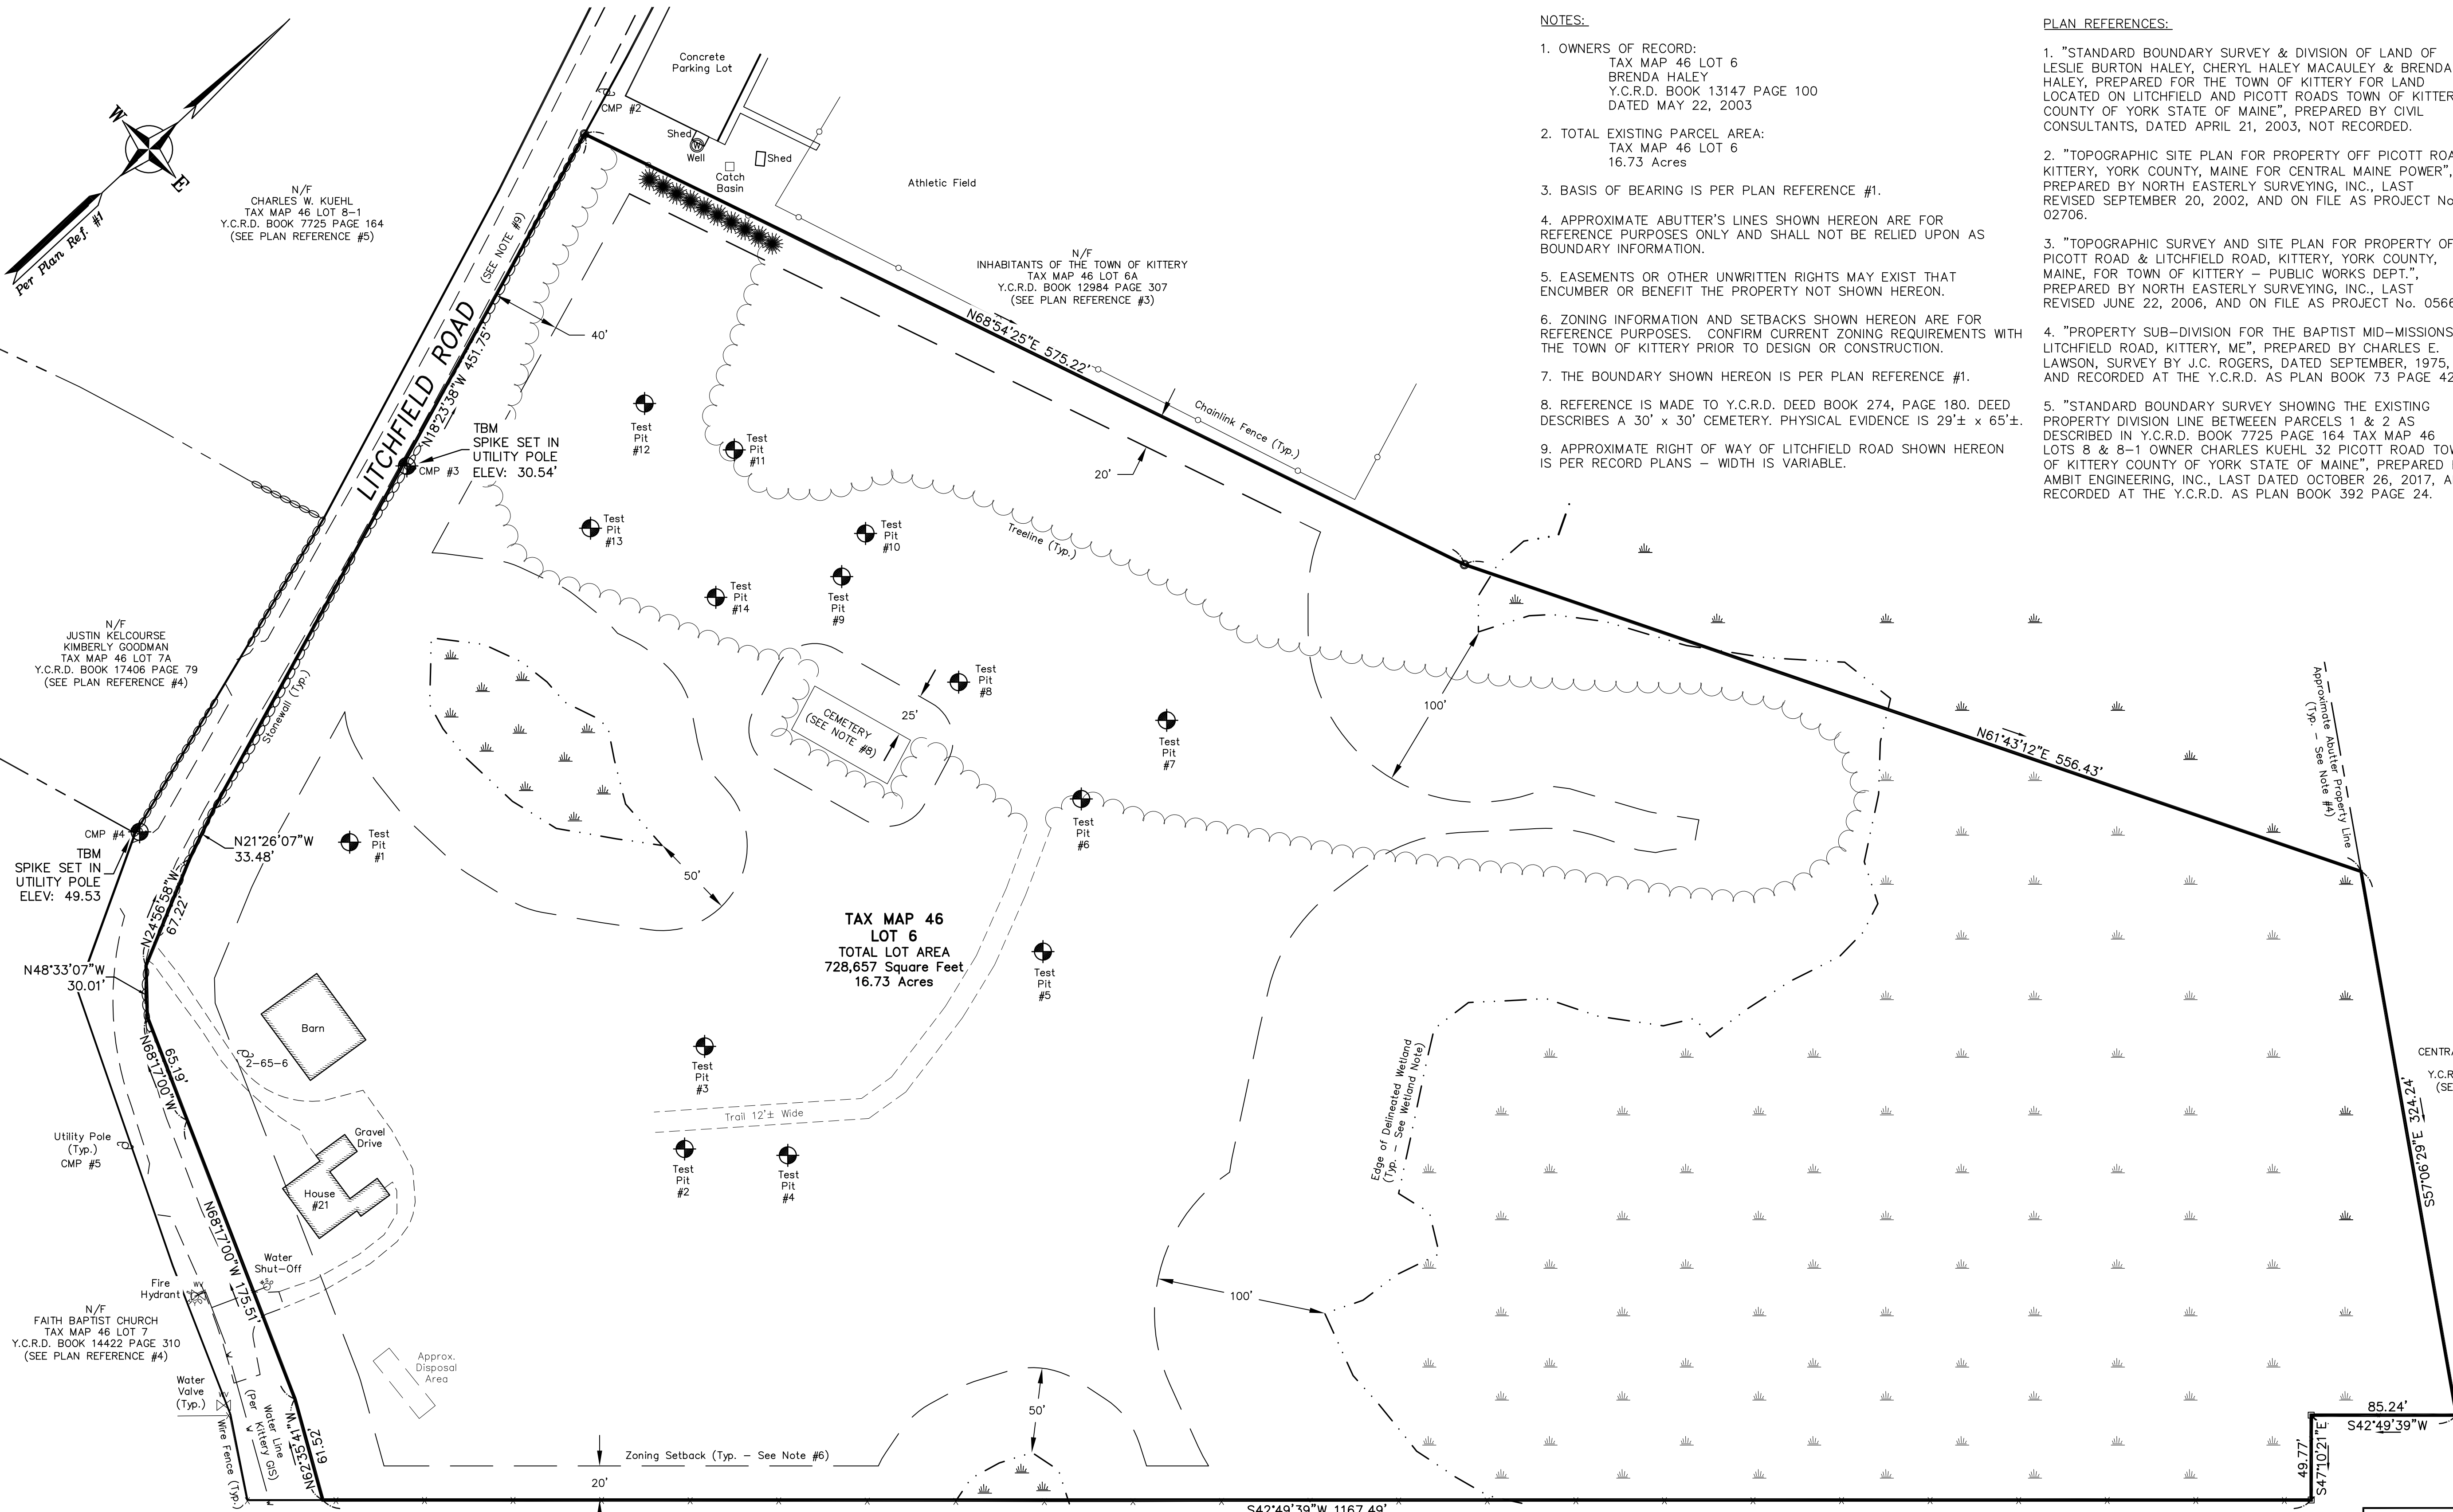 NOTES:
1. OWNERS OF RECORD:
TAX MAP 46 LOT 6
BRENDA HALEY
Y.C.R.D. BOOK 13147 PAGE 100
DATED MAY 22, 2003
2. TOTAL EXISTING PARCEL AREA:
TAX MAP 46 LOT 6
16.73 Acres
3. BASIS OF BEARING IS PER PLAN REFERENCE #1.
4. APPROXIMATE ABUTTER'S LINES SHOWN HEREON ARE FOR
REFERENCE PURPOSES ONLY AND SHALL NOT BE RELIED UPON AS
BOUNDARY INFORMATION.
5. EASEMENTS OR OTHER UNWRITTEN RIGHTS MAY EXIST THAT
ENCUMBER OR BENEFIT THE PROPERTY NOT SHOWN HEREON.
6. ZONING INFORMATION AND SETBACKS SHOWN HEREON ARE FOR
REFERENCE PURPOSES. CONFIRM CURRENT ZONING REQUIREMENTS WITH
THE TOWN OF KITTERY PRIOR TO DESIGN OR CONSTRUCTION.
7. THE BOUNDARY SHOWN HEREON IS PER PLAN REFERENCE #1.
8. REFERENCE IS MADE TO Y.C.R.D. DEED BOOK 274, PAGE 180. DEED
DESCRIBES A 30' x 30' CEMETERY. PHYSICAL EVIDENCE IS 29'± x 65'±.
9. APPROXIMATE RIGHT OF WAY OF LITCHFIELD ROAD SHOWN HEREON
IS PER RECORD PLANS – WIDTH IS VARIABLE.
PLAN REFERENCES:
1. "STANDARD BOUNDARY SURVEY & DIVISION OF LAND OF
LESLIE BURTON HALEY, CHERYL HALEY MACAULEY & BRENDA
HALEY, PREPARED FOR THE TOWN OF KITTERY FOR LAND
LOCATED ON LITCHFIELD AND PICOTT ROADS TOWN OF KITTER
COUNTY OF YORK STATE OF MAINE", PREPARED BY CIVIL
CONSULTANTS, DATED APRIL 21, 2003, NOT RECORDED.
2. "TOPOGRAPHIC SITE PLAN FOR PROPERTY OFF PICOTT ROA
KITTERY, YORK COUNTY, MAINE FOR CENTRAL MAINE POWER",
PREPARED BY NORTH EASTERLY SURVEYING, INC., LAST
REVISED SEPTEMBER 20, 2002, AND ON FILE AS PROJECT No
02706.
3. "TOPOGRAPHIC SURVEY AND SITE PLAN FOR PROPERTY OF
PICOTT ROAD & LITCHFIELD ROAD, KITTERY, YORK COUNTY,
MAINE, FOR TOWN OF KITTERY – PUBLIC WORKS DEPT.",
PREPARED BY NORTH EASTERLY SURVEYING, INC., LAST
REVISED JUNE 22, 2006, AND ON FILE AS PROJECT No. 0566
4. "PROPERTY SUB-DIVISION FOR THE BAPTIST MID-MISSIONS
LITCHFIELD ROAD, KITTERY, ME", PREPARED BY CHARLES E.
LAWSON, SURVEY BY J.C. ROGERS, DATED SEPTEMBER, 1975,
AND RECORDED AT THE Y.C.R.D. AS PLAN BOOK 73 PAGE 42
5. "STANDARD BOUNDARY SURVEY SHOWING THE EXISTING
PROPERTY DIVISION LINE BETWEEEN PARCELS 1 & 2 AS
DESCRIBED IN Y.C.R.D. BOOK 7725 PAGE 164 TAX MAP 46
LOTS 8 & 8-1 OWNER CHARLES KUEHL 32 PICOTT ROAD TOW
OF KITTERY COUNTY OF YORK STATE OF MAINE", PREPARED
AMBIT ENGINEERING, INC., LAST DATED OCTOBER 26, 2017, A
RECORDED AT THE Y.C.R.D. AS PLAN BOOK 392 PAGE 24.
W
E
Per Plan Ref. #1
N/F
CHARLES W. KUEHL
TAX MAP 46 LOT 8-1
Y.C.R.D. BOOK 7725 PAGE 164
(SEE PLAN REFERENCE #5)
Concrete
Parking Lot
CMP #2
Shed
Well
Shed
Catch
Basin
Athletic Field
N/F
INHABITANTS OF THE TOWN OF KITTERY
TAX MAP 46 LOT 6A
Y.C.R.D. BOOK 12984 PAGE 307
(SEE PLAN REFERENCE #3)
(SEE NOTE #9)
LITCHFIELD ROAD
N18°23'38"W 451.75'
40'
N68°54'25"E 575.22'
Chainlink Fence (Typ.)
20'
TBM
SPIKE SET IN
UTILITY POLE
ELEV: 30.54'
CMP #3
Test
Pit
#12
Test
Pit
#11
Test
Pit
#13
Test
Pit
#10
Treeline (Typ.)
Test
Pit
#14
Test
Pit
#9
N/F
JUSTIN KELCOURSE
KIMBERLY GOODMAN
TAX MAP 46 LOT 7A
Y.C.R.D. BOOK 17406 PAGE 79
(SEE PLAN REFERENCE #4)
Stonewall (Typ.)
Test
Pit
#8
25'
CEMETERY
(SEE NOTE #8)
Test
Pit
#7
100'
N61°43'12"E 556.43'
Approximate Abutter Property Line
(Typ. – See Note #4)
CMP #4
TBM
SPIKE SET IN
UTILITY POLE
ELEV: 49.53
N21°26'07"W
33.48'
Test
Pit
#1
50'
Test
Pit
#6
N24°56'58"W
67.22'
TAX MAP 46
LOT 6
TOTAL LOT AREA
728,657 Square Feet
16.73 Acres
N48°33'07"W
30.01'
Test
Pit
#5
Barn
2-65-6
65.19'
N68°17'00"W
Test
Pit
#3
Trail 12'± Wide
Edge of Delineated Wetland
(Typ. – See Wetland Note)
CENTRA
Y.C.R
(SE
S57°06'29"E 324.24'
Utility Pole
(Typ.)
CMP #5
Gravel
Drive
House
#21
Test
Pit
#2
Test
Pit
#4
N68°17'00"W 175.51'
Water
Shut-Off
Fire
Hydrant
WV
100'
N/F
FAITH BAPTIST CHURCH
TAX MAP 46 LOT 7
Y.C.R.D. BOOK 14422 PAGE 310
(SEE PLAN REFERENCE #4)
Approx.
Disposal
Area
Water
Valve
(Typ.)
WV
Wire Fence (Typ.)
Water Line
(Per Kittery GIS)
N62°35'41"W
61.52'
50'
Zoning Setback (Typ. – See Note #6)
20'
S42°49'39"W 1167.49'
85.24'
S42°49'39"W
49.77'
S47°10'21"E